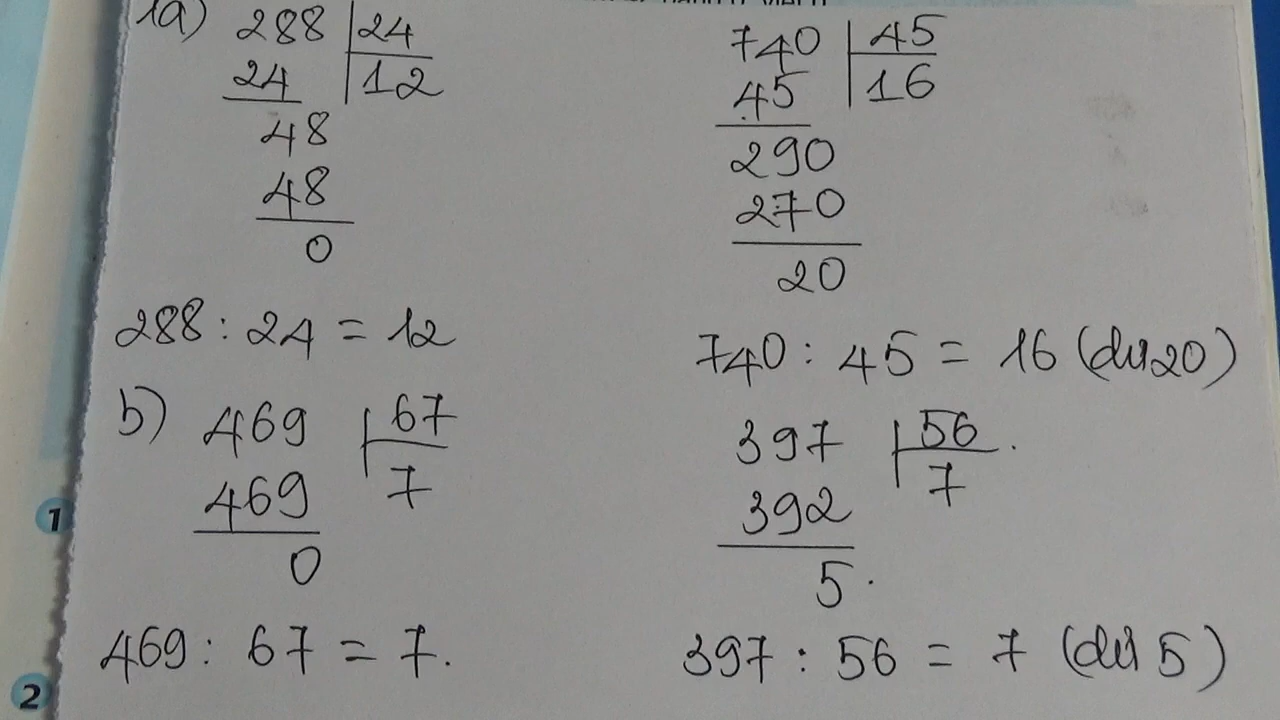 1a) 288 | 24
24 | 12
48
48
0
288 : 24 = 12
740 | 45
45 | 16
290
270
20
740 : 45 = 16 (dư 20)
b) 469 | 67
469 | 7
0
469 : 67 = 7.
397 | 56
392 | 7
5.
397 : 56 = 7 (dư 5)
1
2